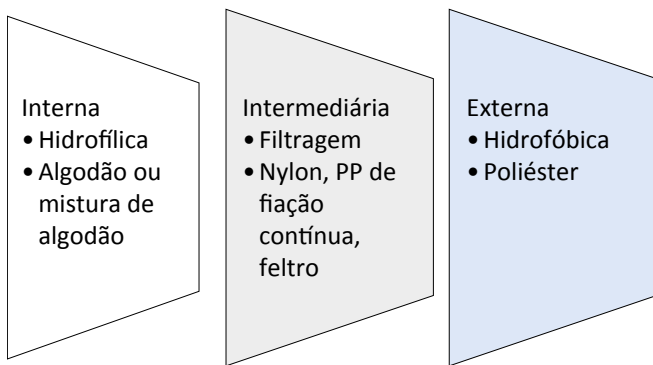 Interna
• Hidrofílica
• Algodão ou
mistura de
algodão
Intermediária
• Filtragem
• Nylon, PP de
fiação
contínua,
feltro
Externa
• Hidrofóbica
• Poliéster